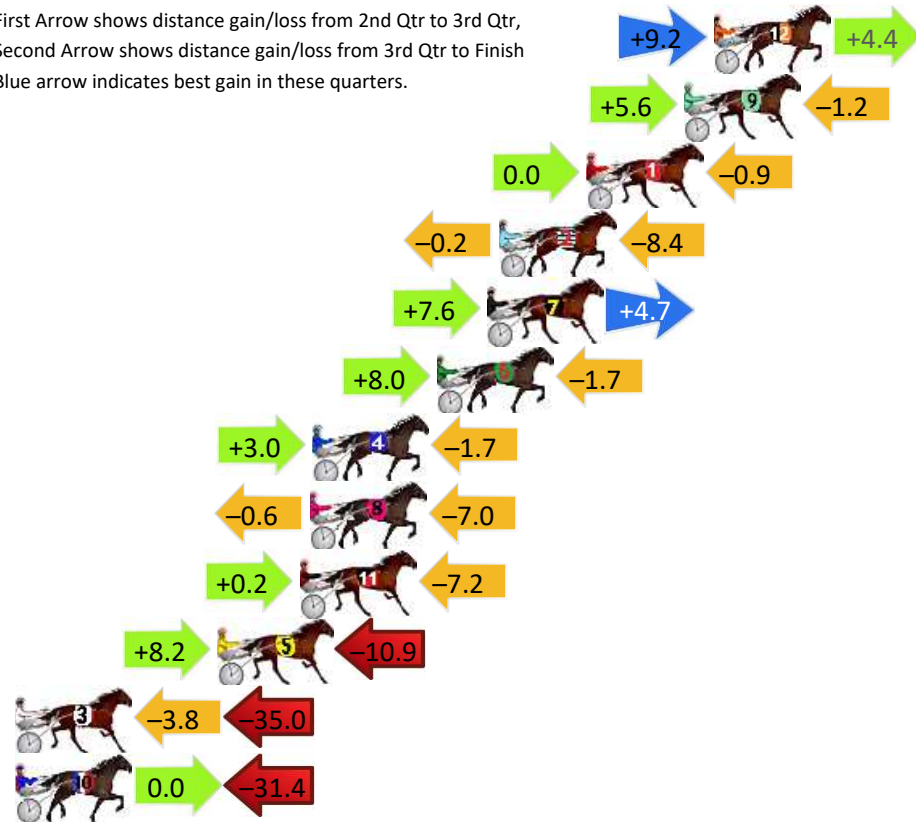 First Arrow shows distance gain/loss from 2nd Qtr to 3rd Qtr,
Second Arrow shows distance gain/loss from 3rd Qtr to Finish
Blue arrow indicates best gain in these quarters.
+9.2 12 +4.4
+5.6 9 −1.2
0.0 1 −0.9
−0.2 −8.4
+7.6 7 +4.7
+8.0 6 −1.7
+3.0 4 −1.7
−0.6 8 −7.0
+0.2 11 −7.2
+8.2 5 −10.9
3 −3.8 −35.0
10 0.0 −31.4